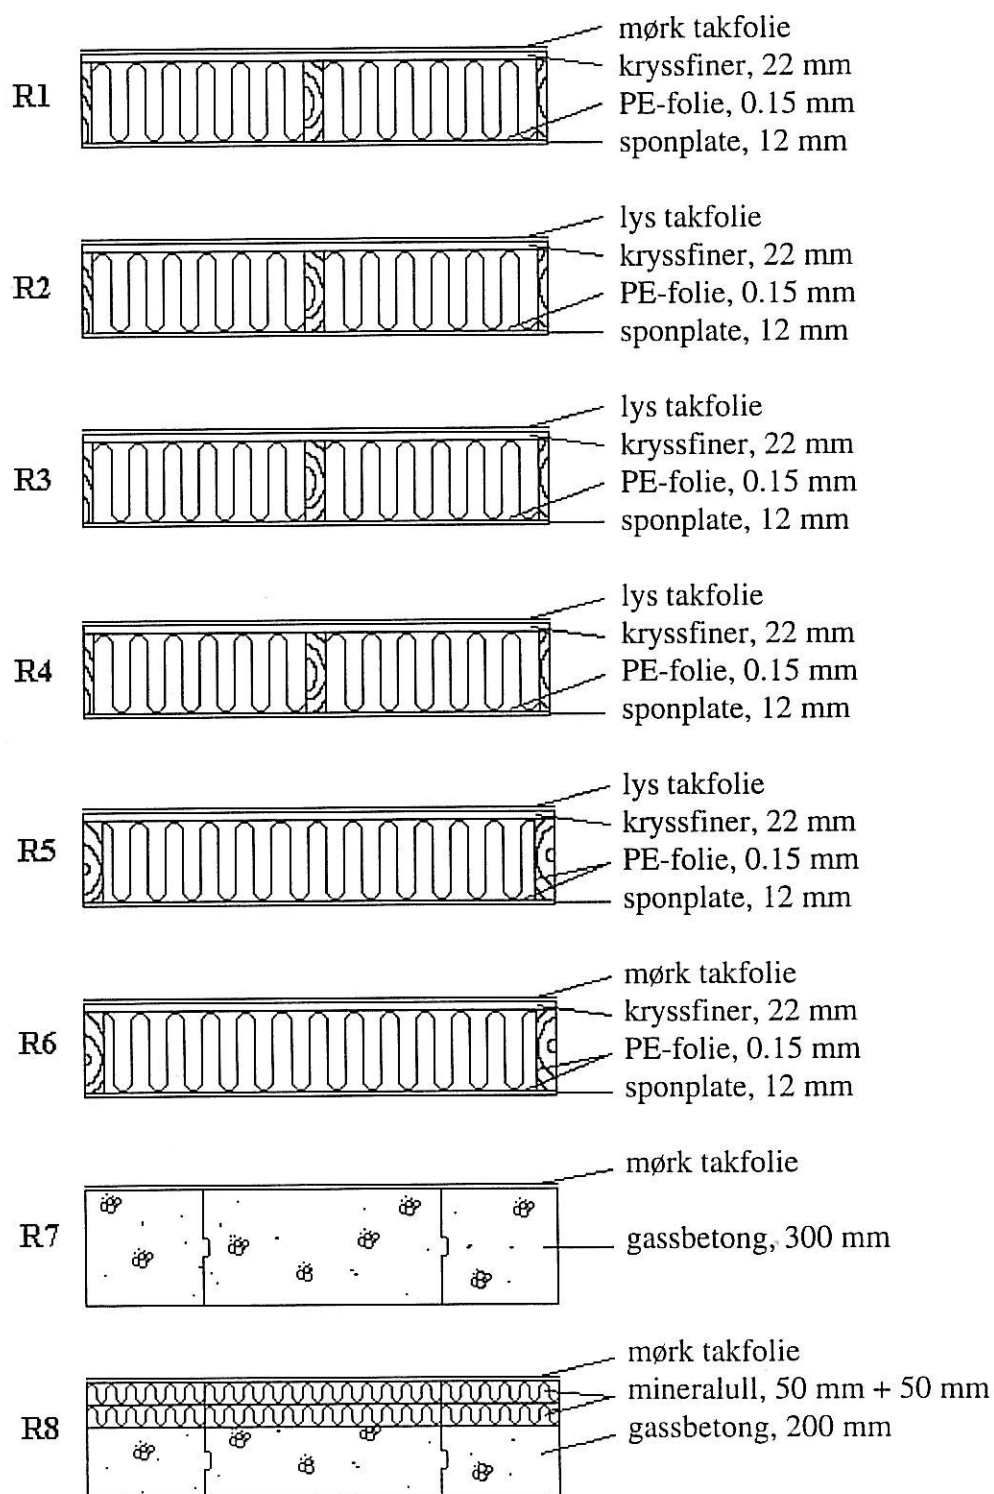 R1
mørk takfolie
kryssfiner, 22 mm
PE-folie, 0.15 mm
sponplate, 12 mm
R2
lys takfolie
kryssfiner, 22 mm
PE-folie, 0.15 mm
sponplate, 12 mm
R3
lys takfolie
kryssfiner, 22 mm
PE-folie, 0.15 mm
sponplate, 12 mm
R4
lys takfolie
kryssfiner, 22 mm
PE-folie, 0.15 mm
sponplate, 12 mm
R5
lys takfolie
kryssfiner, 22 mm
PE-folie, 0.15 mm
sponplate, 12 mm
R6
mørk takfolie
kryssfiner, 22 mm
PE-folie, 0.15 mm
sponplate, 12 mm
R7
mørk takfolie
gassbetong, 300 mm
R8
mørk takfolie
mineralull, 50 mm + 50 mm
gassbetong, 200 mm